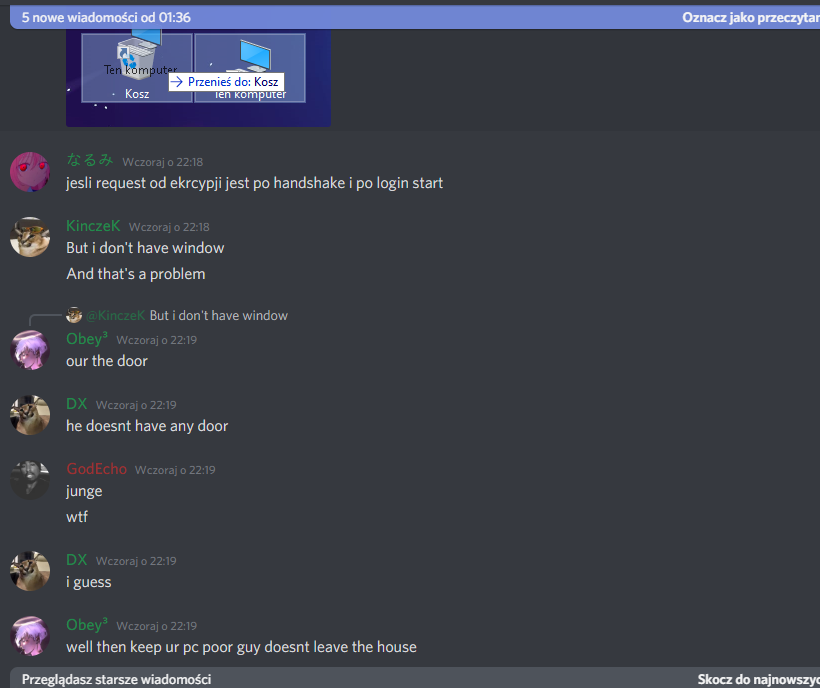 5 nowe wiadomości od 01:36
Oznacz jako przeczytan
Ten komputer
Przenieś do: Kosz
Kosz
Ten komputer
なるみ Wczoraj o 22:18
jesli request od ekrcypji jest po handshake i po login start
KinczeK Wczoraj o 22:18
But i don't have window
And that's a problem
@KinczeK But i don't have window
Obey³ Wczoraj o 22:19
our the door
DX Wczoraj o 22:19
he doesnt have any door
GodEcho Wczoraj o 22:19
junge
wtf
DX Wczoraj o 22:19
i guess
Obey³ Wczoraj o 22:19
well then keep ur pc poor guy doesnt leave the house
Przeglądasz starsze wiadomości
Skocz do najnowszyc